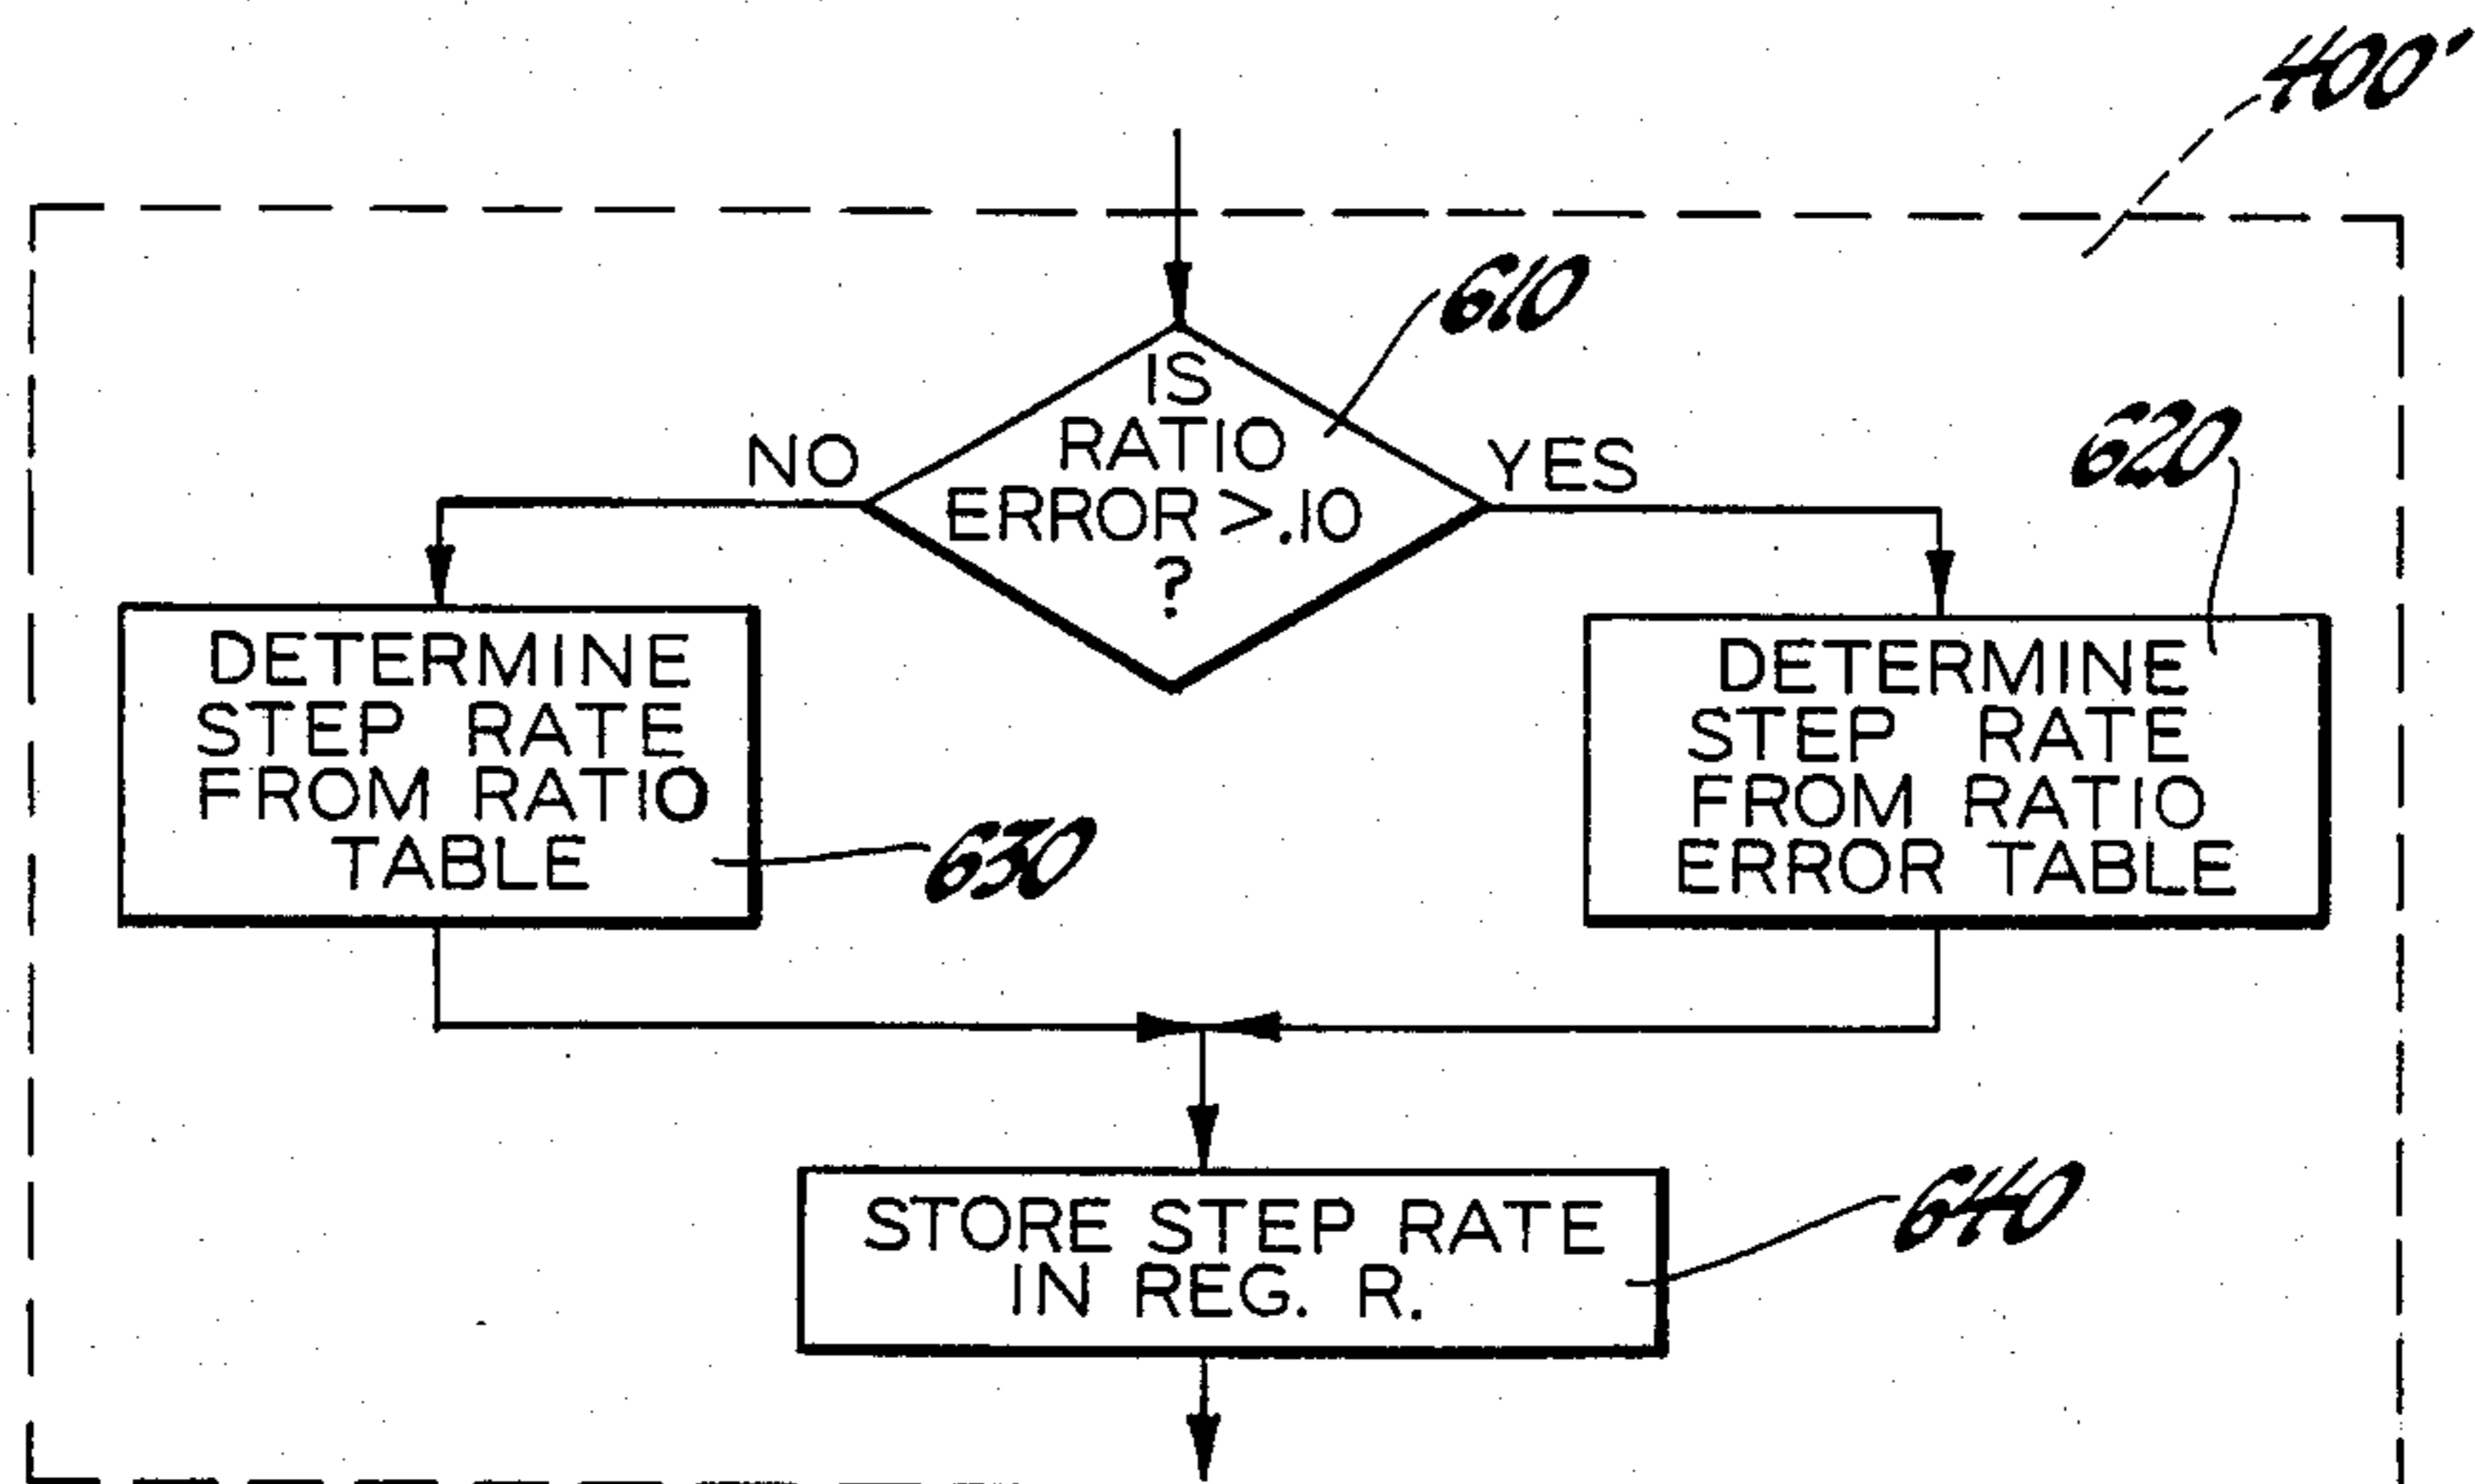 400'
610
IS
RATIO
ERROR >.10
?
NO
YES
620
DETERMINE
STEP RATE
FROM RATIO
TABLE
630
DETERMINE
STEP RATE
FROM RATIO
ERROR TABLE
STORE STEP RATE
IN REG. R.
640